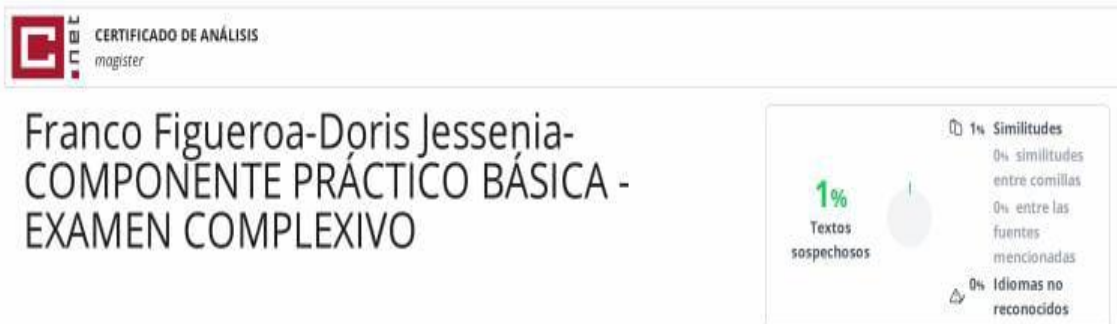 C
.net
CERTIFICADO DE ANÁLISIS
magister
Franco Figueroa-Doris Jessenia-
COMPONENTE PRÁCTICO BÁSICA -
EXAMEN COMPLEXIVO
1%
Textos
sospechosos
1% Similitudes
0% similitudes
entre comillas
0% entre las
fuentes
mencionadas
0% Idiomas no
reconocidos